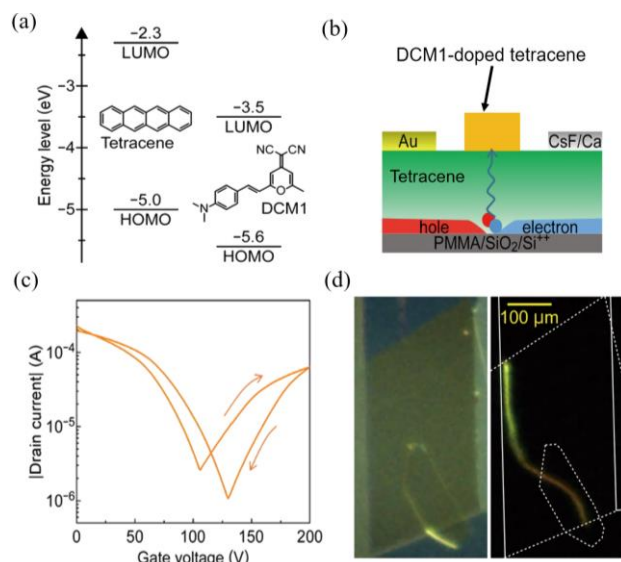 (a)
−2.3
LUMO
Energy level (eV)
−3
−4
−5
Tetracene
−3.5
LUMO
NC
CN
O
N
DCM1
−5.0
HOMO
−5.6
HOMO
(b)
DCM1-doped tetracene
Au
CsF/Ca
Tetracene
hole
electron
PMMA/SiO₂/Si⁺⁺
(c)
|Drain current| (A)
10⁻⁴
10⁻⁵
10⁻⁶
0
50
100
150
200
Gate voltage (V)
(d)
100 µm